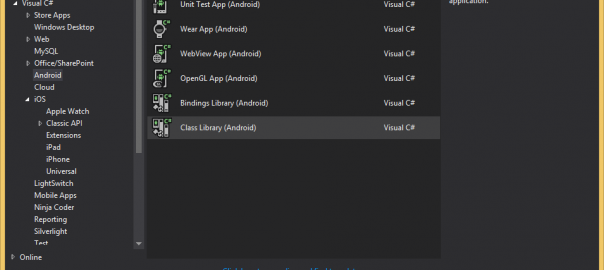 Visual C#
Store Apps
Windows Desktop
Web
MySQL
Office/SharePoint
Android
Cloud
iOS
Apple Watch
Classic API
Extensions
iPad
iPhone
Universal
LightSwitch
Mobile Apps
Ninja Coder
Reporting
Silverlight
Test
Online
Unit Test App (Android) Visual C#
Wear App (Android) Visual C#
WebView App (Android) Visual C#
OpenGL App (Android) Visual C#
Bindings Library (Android) Visual C#
Class Library (Android) Visual C#
application.